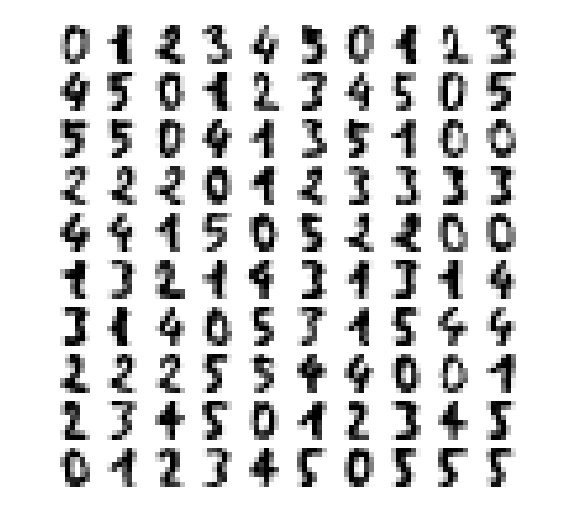 0 1 2 3 4 5 0 1 2 3
4 5 0 1 2 3 4 5 0 5
5 5 0 4 1 3 5 1 0 0
2 2 2 0 1 2 3 3 3 3
4 4 1 5 0 5 2 2 0 0
1 3 2 1 4 3 1 3 1 4
3 1 4 0 5 3 1 5 4 4
2 2 2 5 5 4 4 0 0 1
2 3 4 5 0 1 2 3 4 5
0 1 2 3 4 5 0 5 5 5